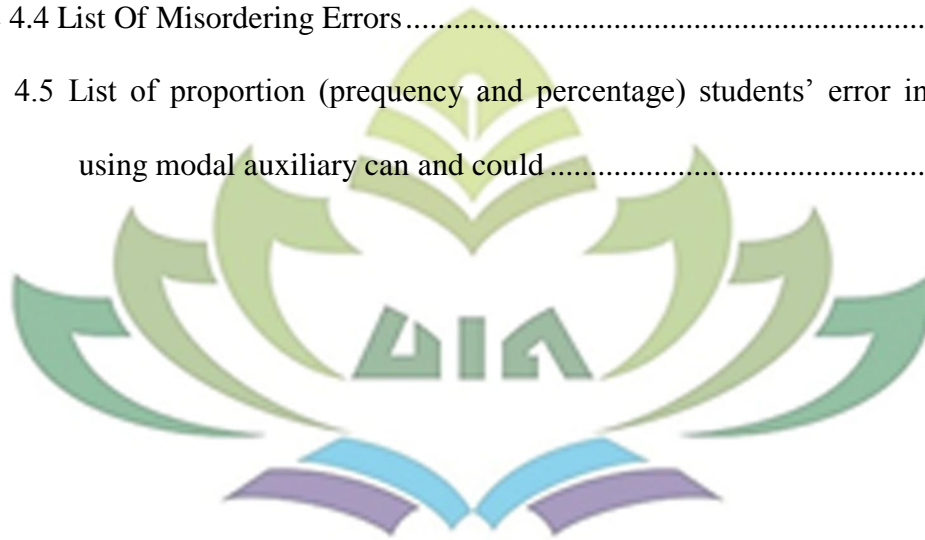 4.4 List Of Misordering Errors................................................................
4.5 List of proportion (prequency and percentage) students’ error in
using modal auxiliary can and could ..............................................
UIN